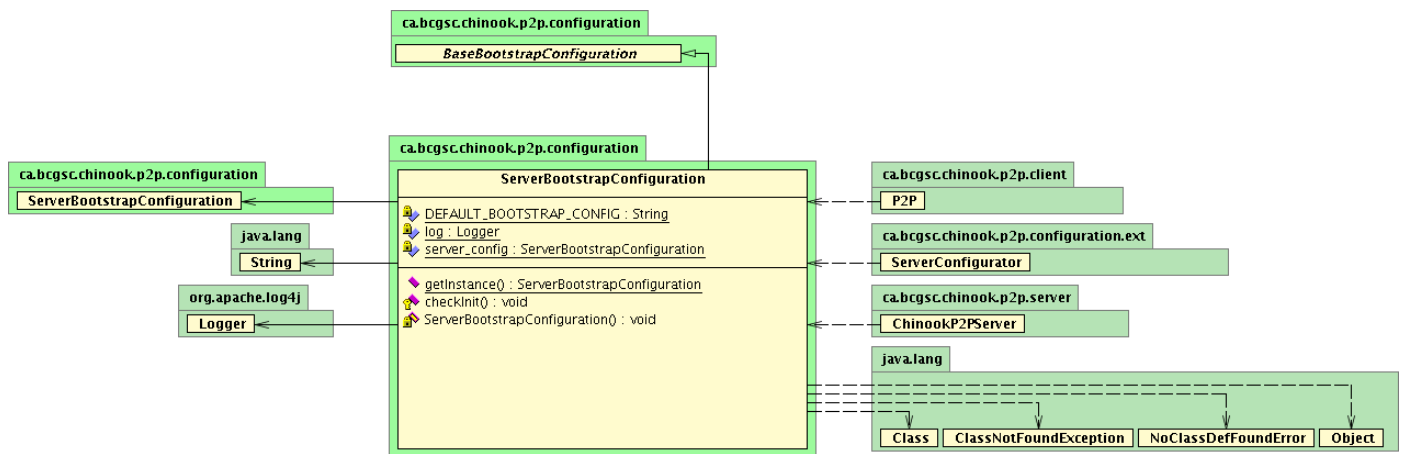 ca.bcgsc.chinook.p2p.configuration
BaseBootstrapConfiguration
ca.bcgsc.chinook.p2p.configuration
ServerBootstrapConfiguration
java.lang
String
org.apache.log4j
Logger
ca.bcgsc.chinook.p2p.configuration
ServerBootstrapConfiguration
DEFAULT_BOOTSTRAP_CONFIG : String
log : Logger
server_config : ServerBootstrapConfiguration
getInstance() : ServerBootstrapConfiguration
checkInit() : void
ServerBootstrapConfiguration() : void
ca.bcgsc.chinook.p2p.client
P2P
ca.bcgsc.chinook.p2p.configuration.ext
ServerConfigurator
ca.bcgsc.chinook.p2p.server
ChinookP2PServer
java.lang
Class
ClassNotFoundException
NoClassDefFoundError
Object